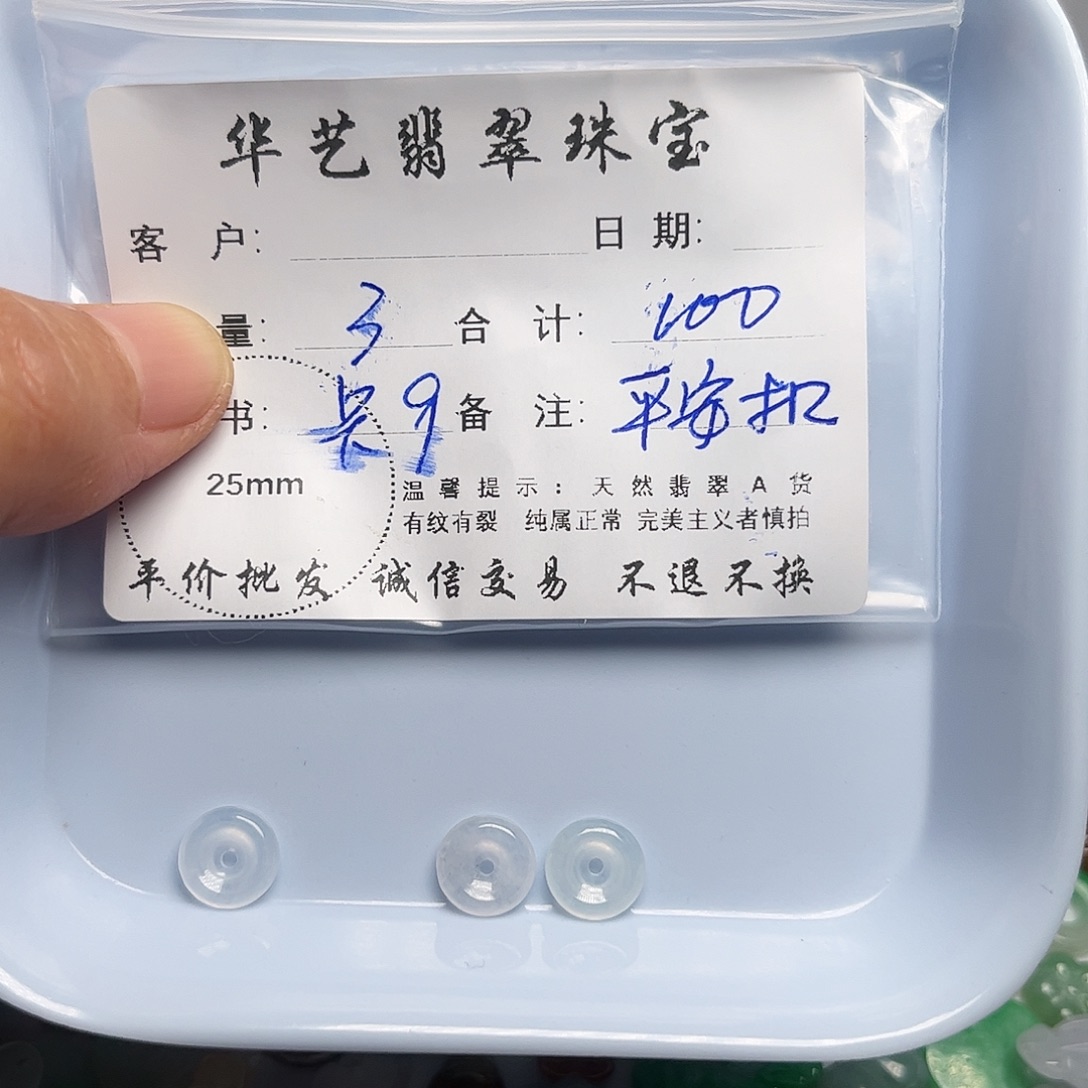 华艺翡翠珠宝
客 户: 日 期:
量: 3 合 计: 100
书: 长9 备 注: 平安扣
25mm
温馨提示: 天然翡翠A货
有纹有裂 纯属正常 完美主义者慎拍
平价批发 诚信交易 不退不换